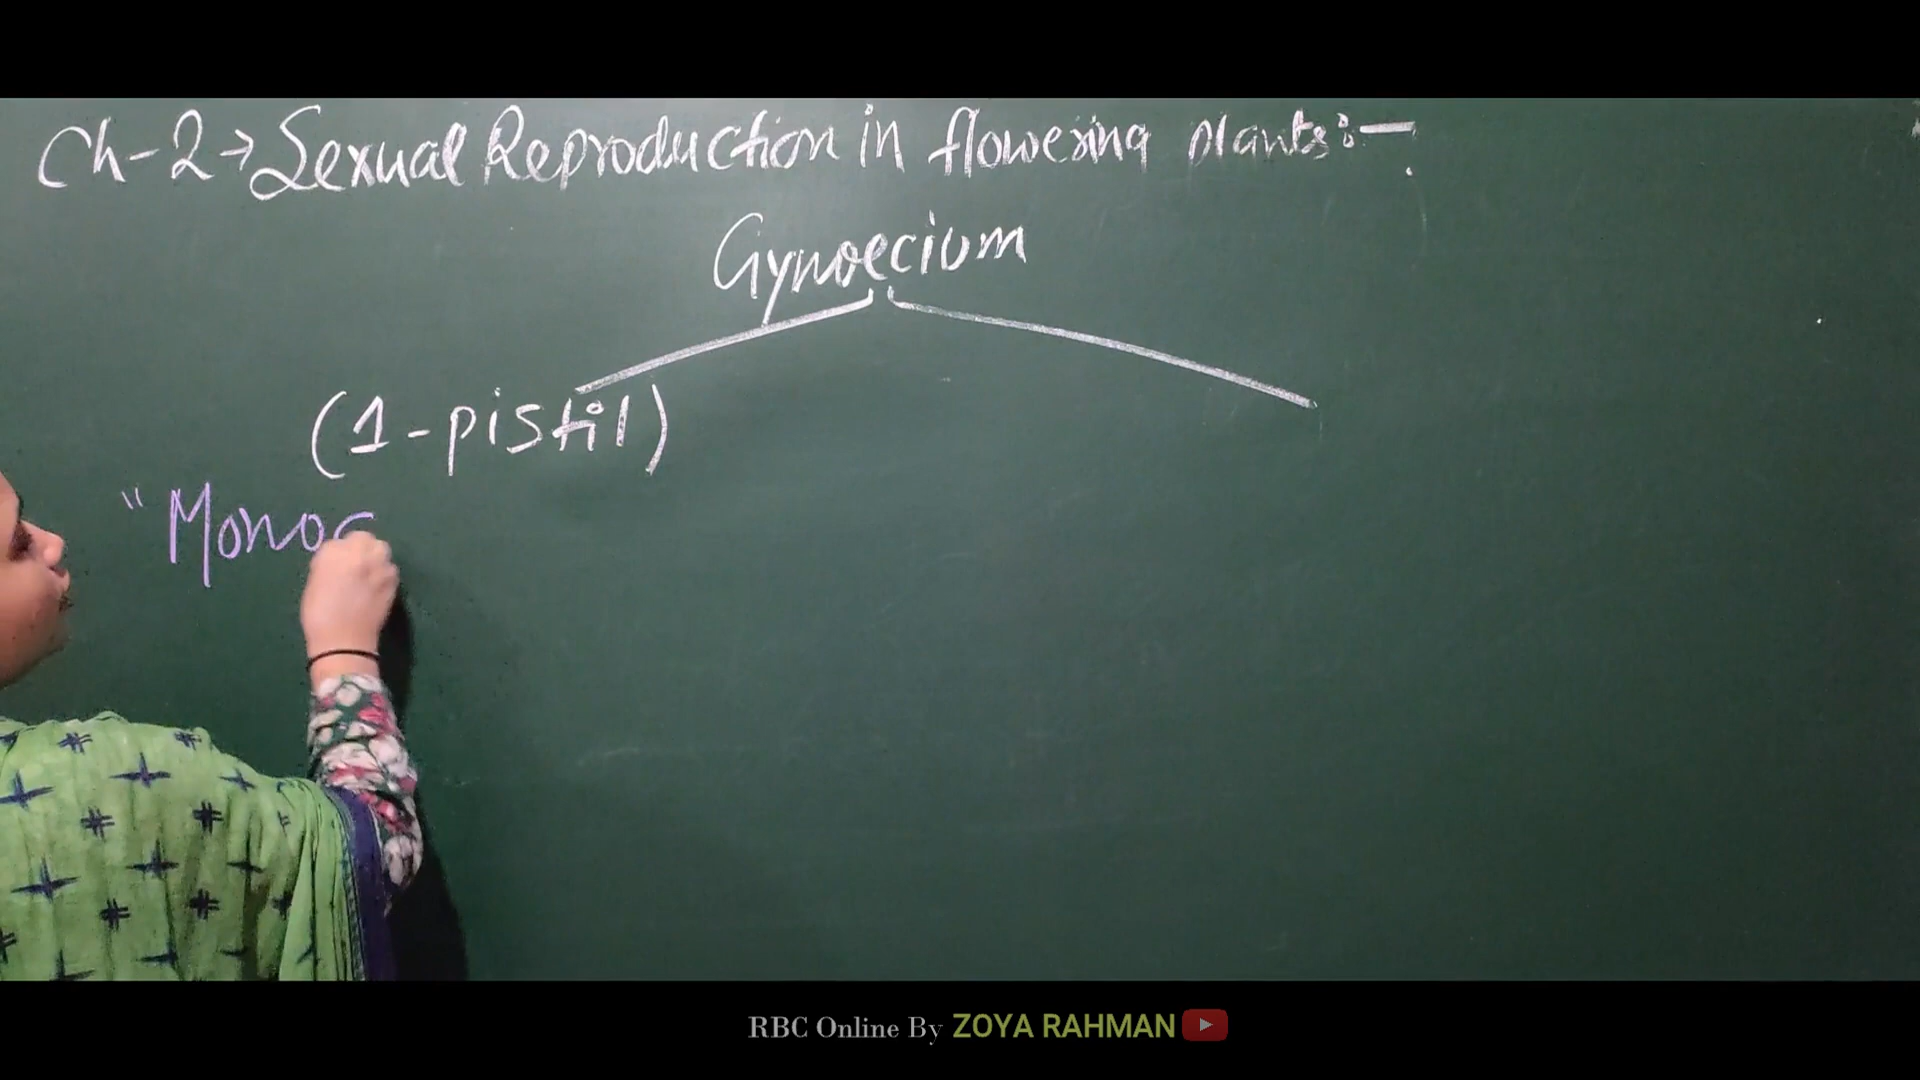 Ch-2→Sexual Reproduction in flowering plants:-
Gynoecium
(1-pistil)
"Monoc
RBC Online By ZOYA RAHMAN